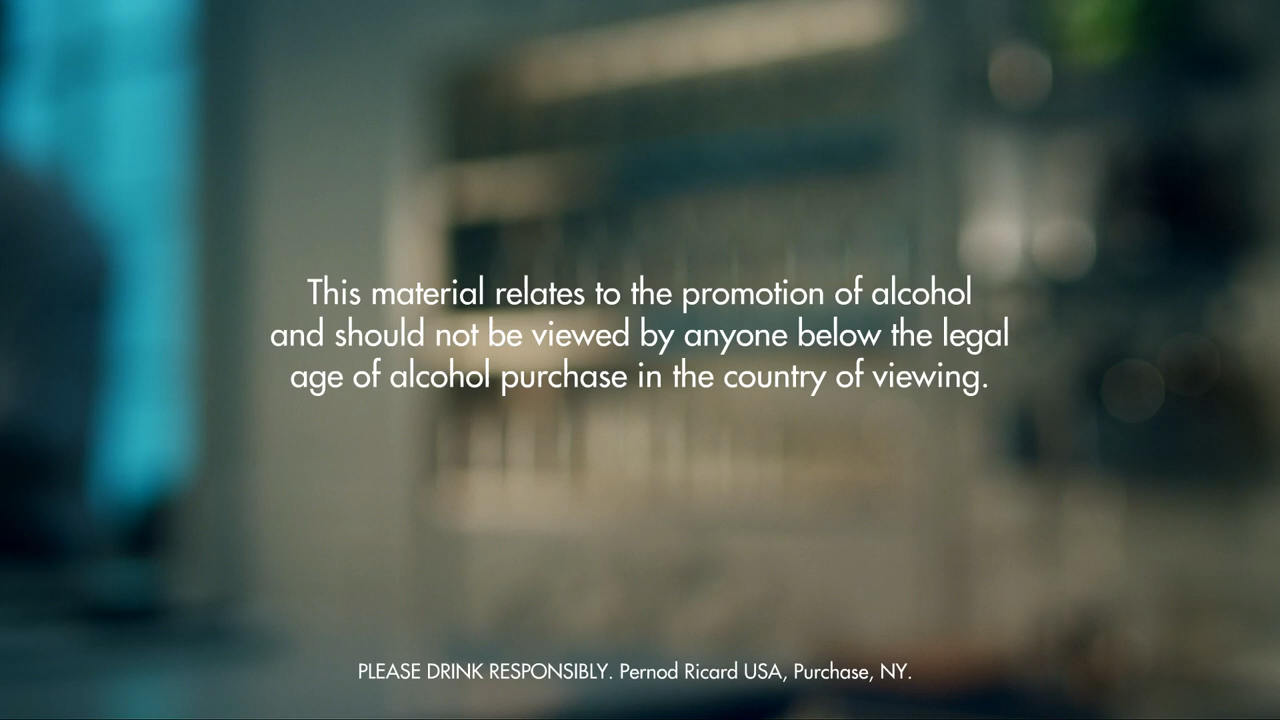 This material relates to the promotion of alcohol
and should not be viewed by anyone below the legal
age of alcohol purchase in the country of viewing.
PLEASE DRINK RESPONSIBLY. Pernod Ricard USA, Purchase, NY.